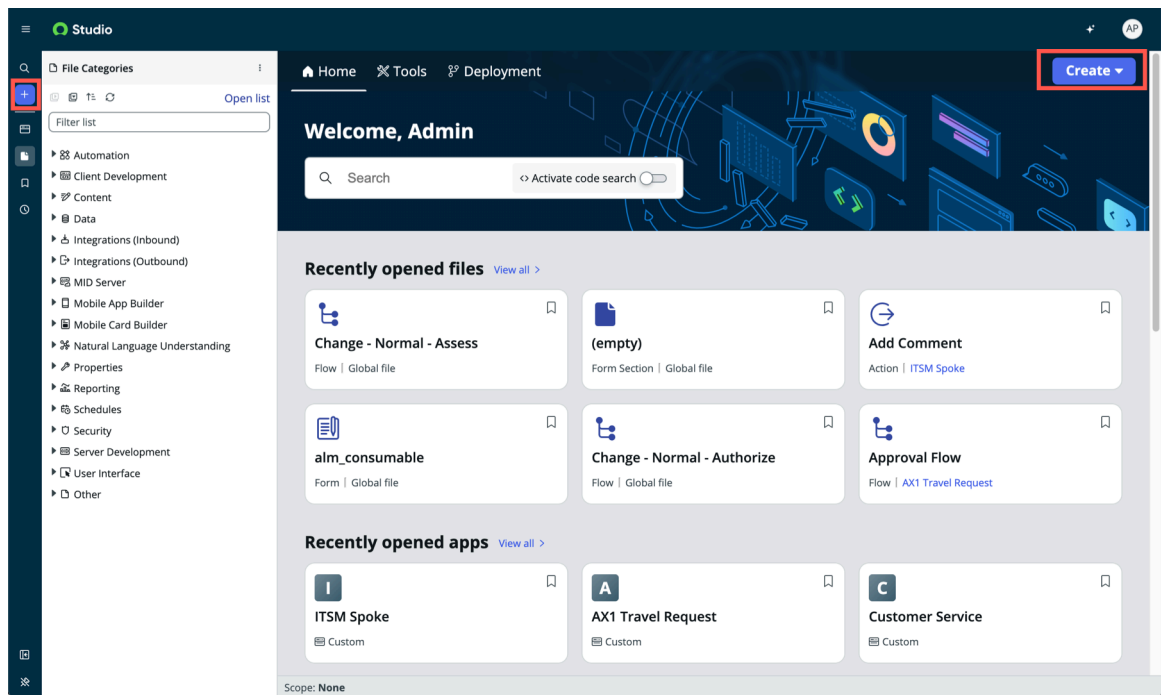 Studio
AP
File Categories
Open list
Filter list
Automation
Client Development
Content
Data
Integrations (Inbound)
Integrations (Outbound)
MID Server
Mobile App Builder
Mobile Card Builder
Natural Language Understanding
Properties
Reporting
Schedules
Security
Server Development
User Interface
Other
Home Tools Deployment
Create
Welcome, Admin
Search <> Activate code search
Recently opened files View all >
Change - Normal - Assess
Flow | Global file
(empty)
Form Section | Global file
Add Comment
Action | ITSM Spoke
alm_consumable
Form | Global file
Change - Normal - Authorize
Flow | Global file
Approval Flow
Flow | AX1 Travel Request
Recently opened apps View all >
I
ITSM Spoke
Custom
A
AX1 Travel Request
Custom
C
Customer Service
Custom
Scope: None